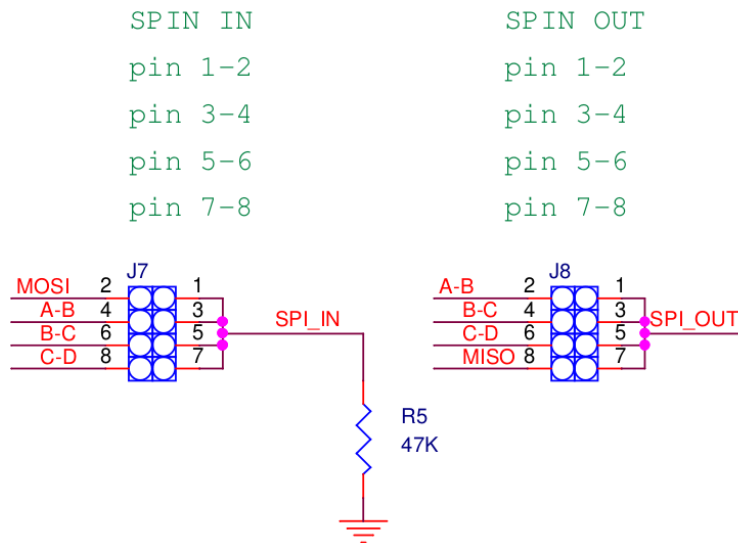 SPIN IN
pin 1-2
pin 3-4
pin 5-6
pin 7-8
SPIN OUT
pin 1-2
pin 3-4
pin 5-6
pin 7-8
J7
MOSI 2 1
A-B 4 3
B-C 6 5
C-D 8 7
SPI_IN
R5
47K
J8
A-B 2 1
B-C 4 3
C-D 6 5
MISO 8 7
SPI_OUT